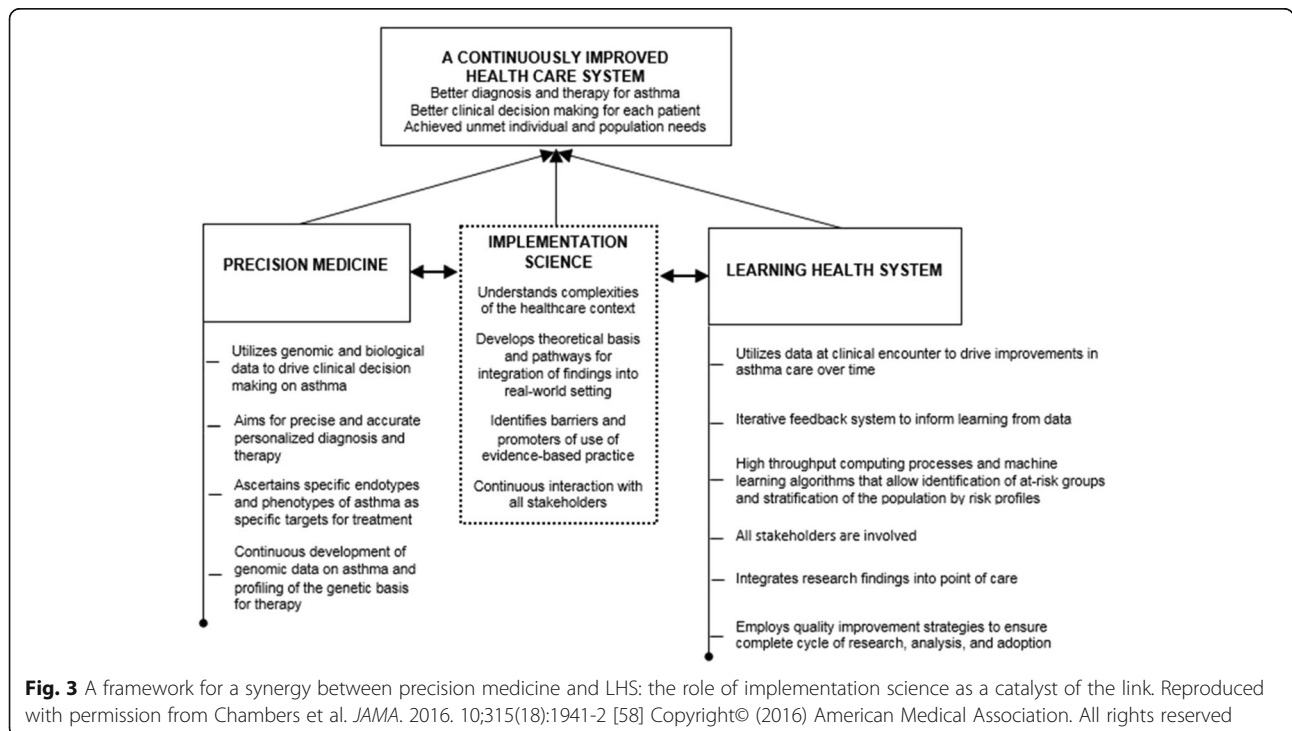 A CONTINUOUSLY IMPROVED
HEALTH CARE SYSTEM
Better diagnosis and therapy for asthma
Better clinical decision making for each patient
Achieved unmet individual and population needs
PRECISION MEDICINE
Utilizes genomic and biological
data to drive clinical decision
making on asthma
Aims for precise and accurate
personalized diagnosis and
therapy
Ascertains specific endotypes
and phenotypes of asthma as
specific targets for treatment
Continuous development of
genomic data on asthma and
profiling of the genetic basis
for therapy
IMPLEMENTATION
SCIENCE
Understands complexities
of the healthcare context
Develops theoretical basis
and pathways for
integration of findings into
real-world setting
Identifies barriers and
promoters of use of
evidence-based practice
Continuous interaction with
all stakeholders
LEARNING HEALTH SYSTEM
Utilizes data at clinical encounter to drive improvements in
asthma care over time
Iterative feedback system to inform learning from data
High throughput computing processes and machine
learning algorithms that allow identification of at-risk groups
and stratification of the population by risk profiles
All stakeholders are involved
Integrates research findings into point of care
Employs quality improvement strategies to ensure
complete cycle of research, analysis, and adoption
Fig. 3 A framework for a synergy between precision medicine and LHS: the role of implementation science as a catalyst of the link. Reproduced
with permission from Chambers et al. JAMA. 2016. 10;315(18):1941-2 [58] Copyright© (2016) American Medical Association. All rights reserved